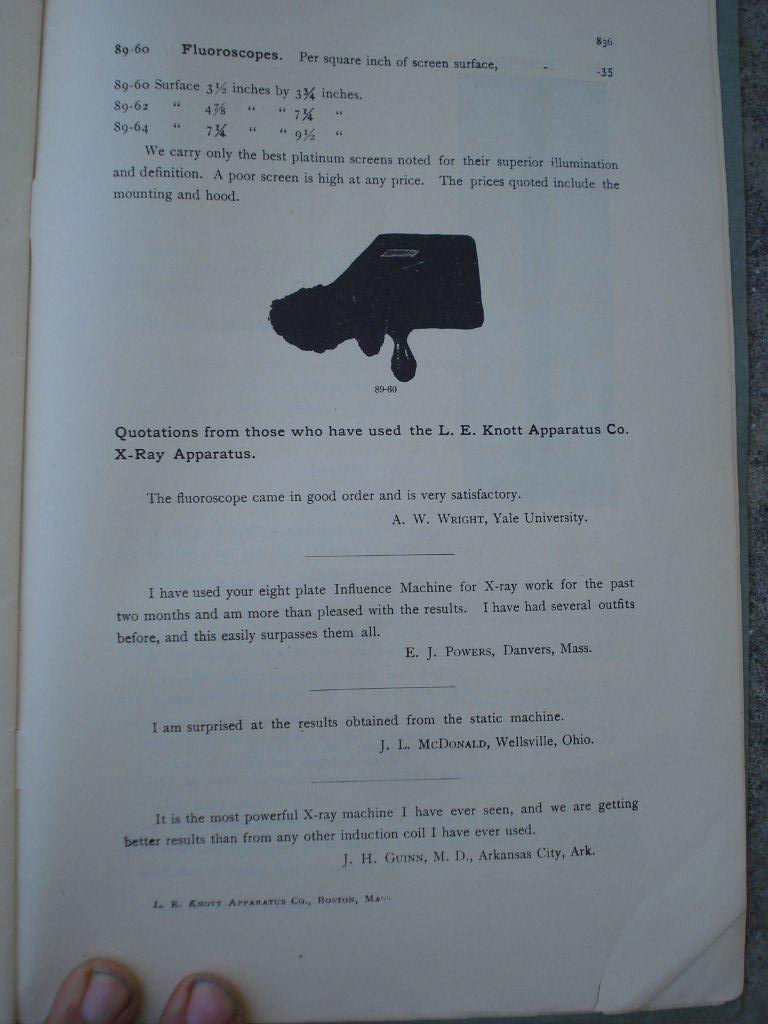 836
89-60 Fluoroscopes. Per square inch of screen surface, - .35
89-60 Surface 3½ inches by 3¾ inches.
89-62 “ 4⅞ “ “ 7¼ “
89-64 “ 7¼ “ “ 9½ “
We carry only the best platinum screens noted for their superior illumination
and definition. A poor screen is high at any price. The prices quoted include the
mounting and hood.
89-60
Quotations from those who have used the L. E. Knott Apparatus Co.
X-Ray Apparatus.
The fluoroscope came in good order and is very satisfactory.
A. W. Wright, Yale University.
I have used your eight plate Influence Machine for X-ray work for the past
two months and am more than pleased with the results. I have had several outfits
before, and this easily surpasses them all.
E. J. Powers, Danvers, Mass.
I am surprised at the results obtained from the static machine.
J. L. McDonald, Wellsville, Ohio.
It is the most powerful X-ray machine I have ever seen, and we are getting
better results than from any other induction coil I have ever used.
J. H. Guinn, M. D., Arkansas City, Ark.
L. E. Knott Apparatus Co., Boston, Mass.